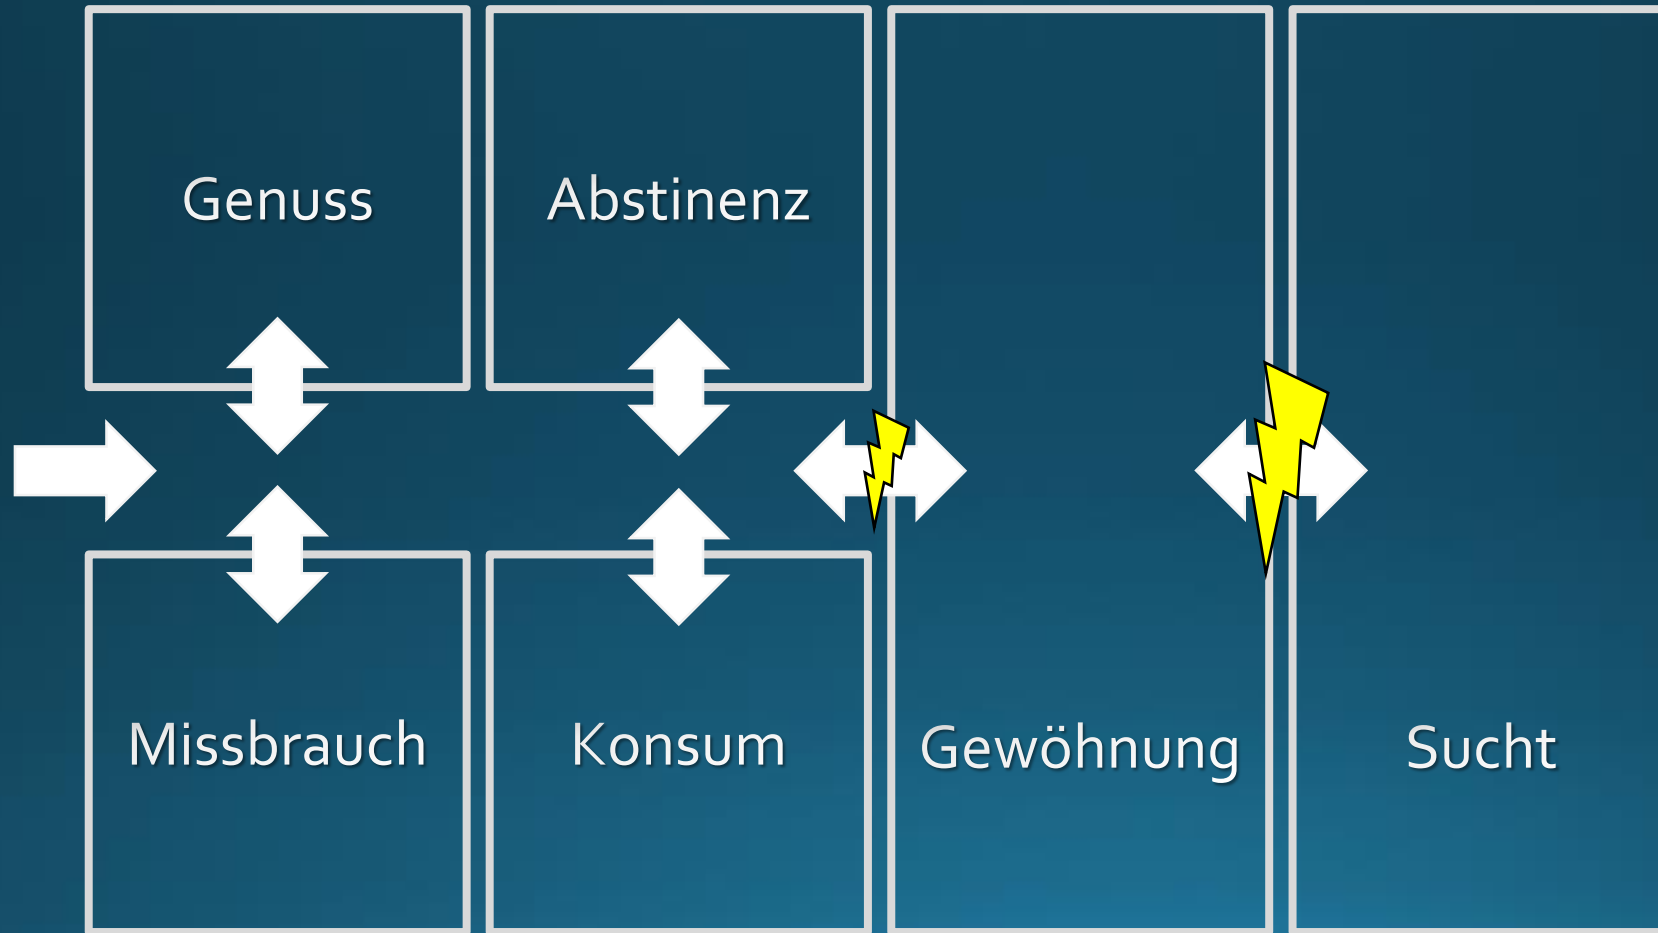 Genuss
Abstinenz
Missbrauch
Konsum
Gewöhnung
Sucht